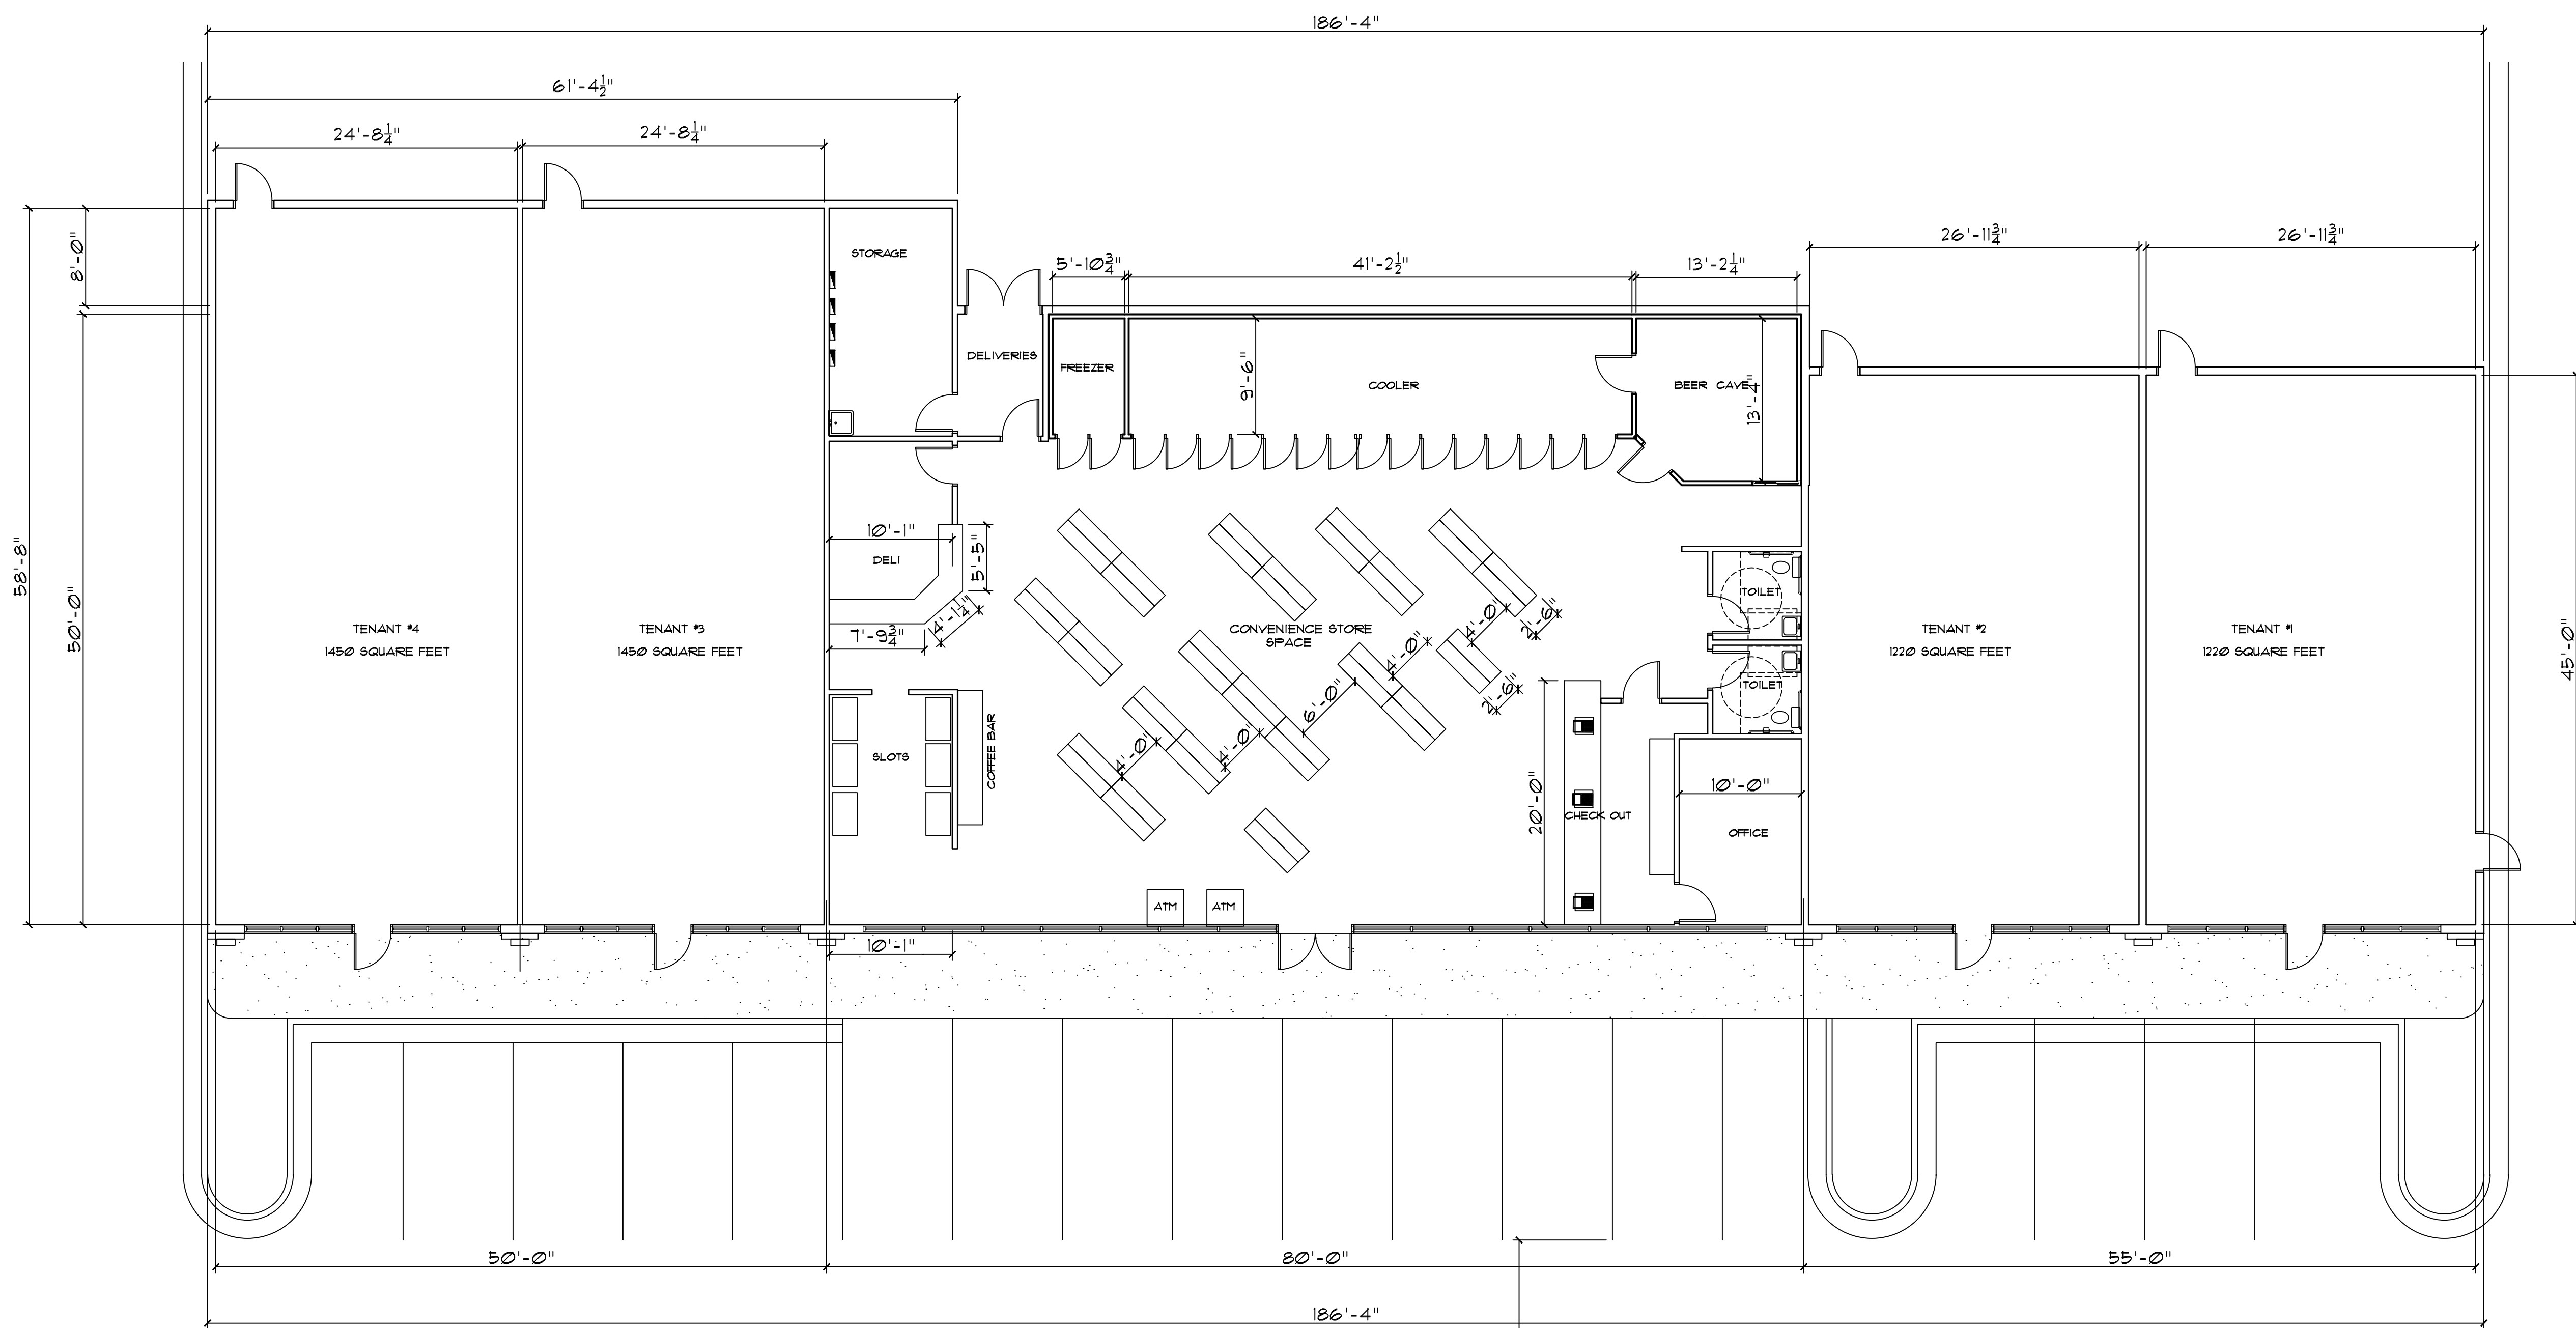 186'-4"
61'-4½"
24'-8¼"
24'-8¼"
8'-0"
58'-8"
50'-0"
STORAGE
DELIVERIES
5'-10¾"
41'-2½"
13'-2¼"
26'-11¾"
26'-11¾"
FREEZER
9'-6"
COOLER
BEER CAVE
13'-4"
10'-1"
5'-5"
DELI
4'-1¼"
7'-9¾"
TENANT #4
1450 SQUARE FEET
TENANT #3
1450 SQUARE FEET
CONVENIENCE STORE
SPACE
4'-0"
2'-6"
4'-0"
2'-6"
6'-0"
4'-0"
4'-0"
TOILET
TOILET
TENANT #2
1220 SQUARE FEET
TENANT #1
1220 SQUARE FEET
45'-0"
SLOTS
COFFEE BAR
20'-0"
CHECK OUT
10'-0"
OFFICE
ATM
ATM
10'-1"
50'-0"
80'-0"
55'-0"
186'-4"